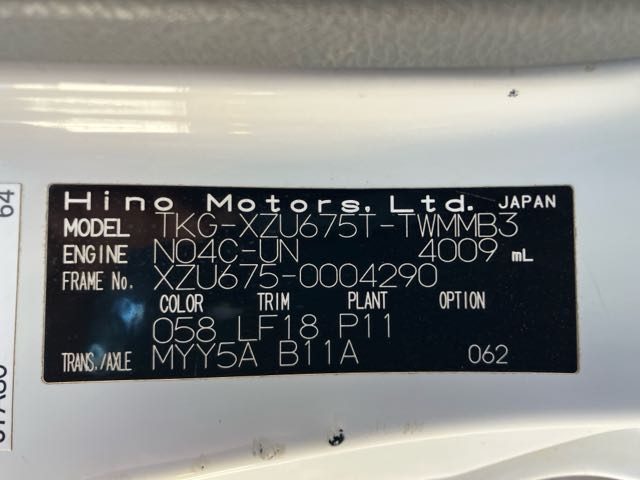 Hino Motors, Ltd. JAPAN
MODEL TKG-XZU675T-TWMMB3
ENGINE N04C-UN 4009 mL
FRAME No. XZU675-0004290
COLOR TRIM PLANT OPTION
058 LF18 P11
TRANS./AXLE MYY5A B11A 062
64